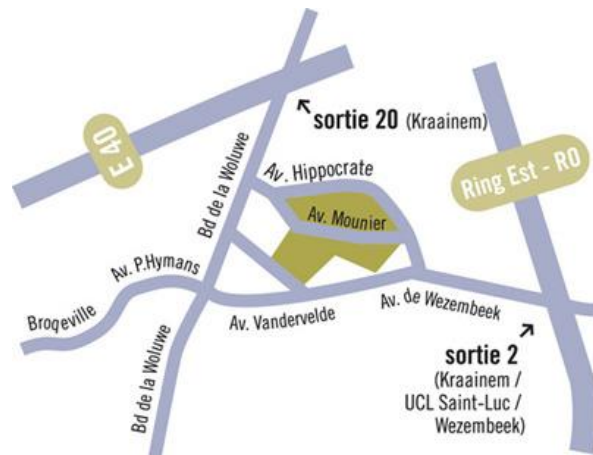 E 40
sortie 20 (Kraainem)
Av. Hippocrate
Ring Est - RO
Bd de la Woluwe
Av. Mounier
Av. P.Hymans
Broqeville
Av. Vandervelde
Av. de Wezembeek
Bd de la Woluwe
sortie 2
(Kraainem /
UCL Saint-Luc /
Wezembeek)